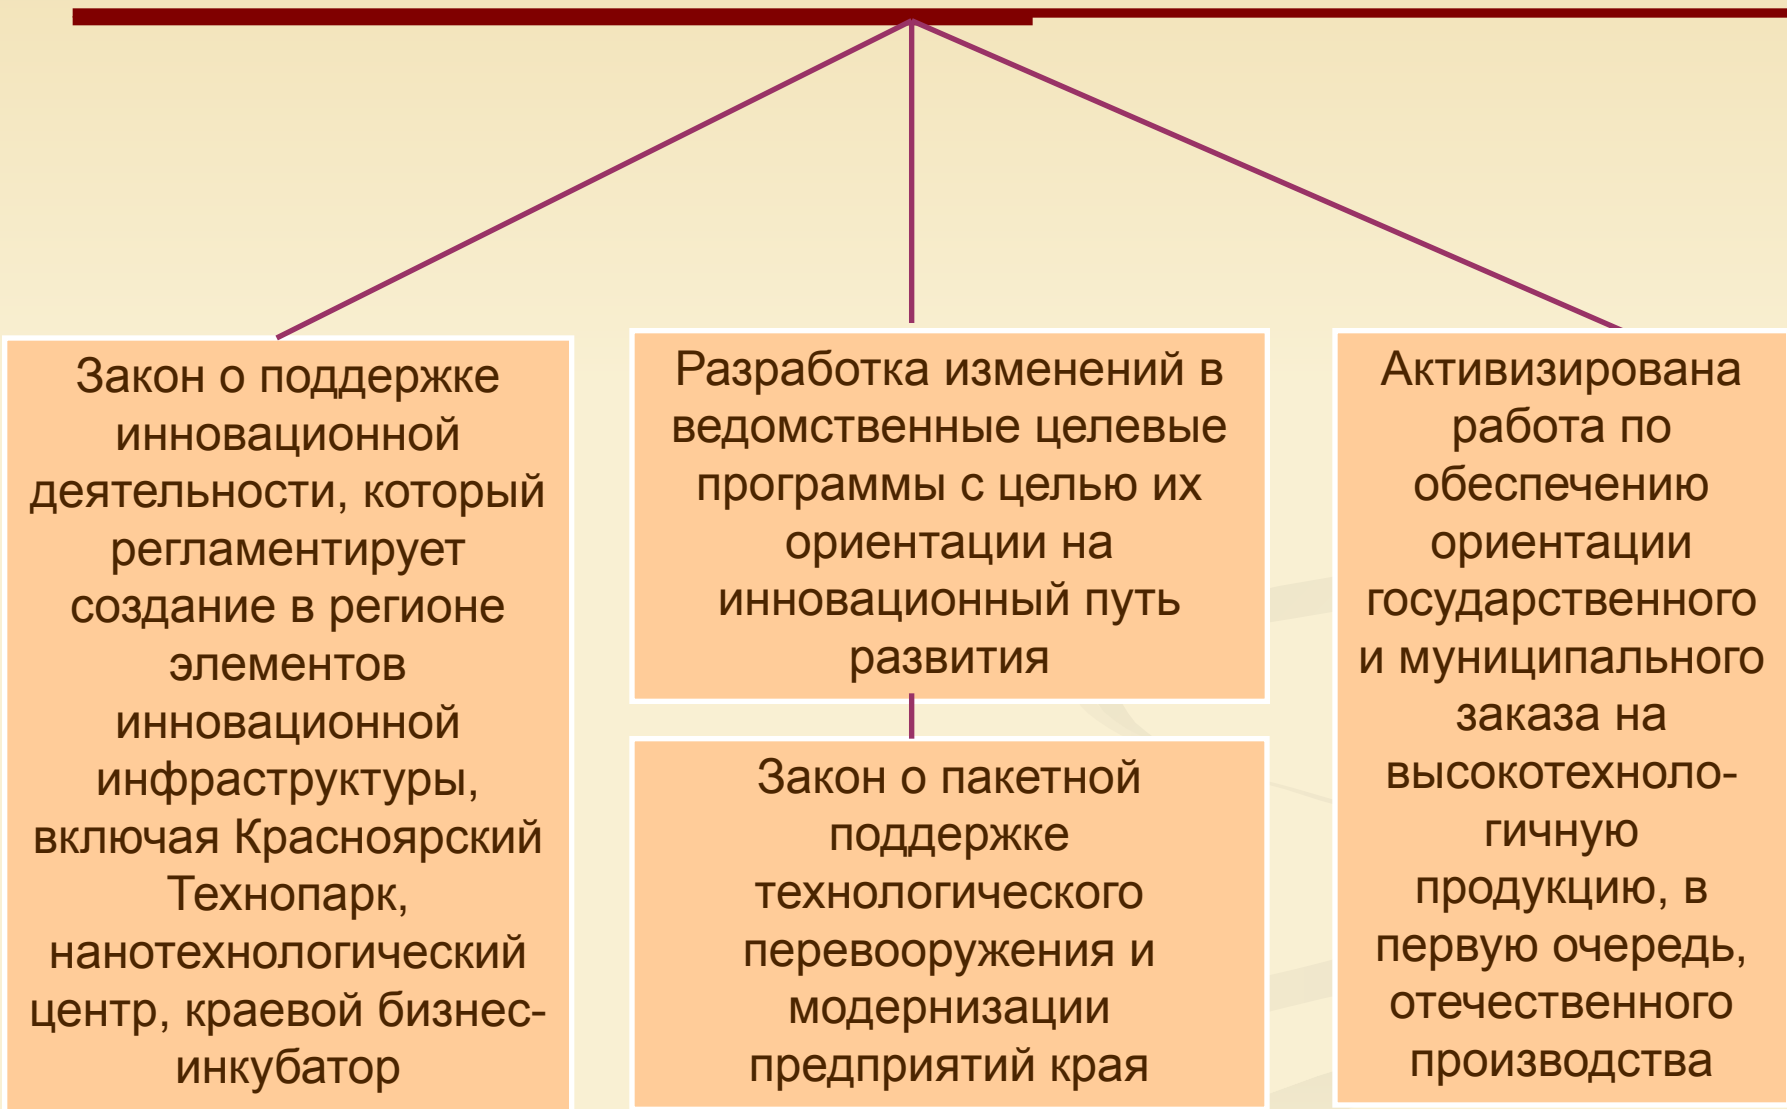 Закон о поддержке
инновационной
деятельности, который
регламентирует
создание в регионе
элементов
инновационной
инфраструктуры,
включая Красноярский
Технопарк,
нанотехнологический
центр, краевой бизнес-
инкубатор
Разработка изменений в
ведомственные целевые
программы с целью их
ориентации на
инновационный путь
развития
Закон о пакетной
поддержке
технологического
перевооружения и
модернизации
предприятий края
Активизирована
работа по
обеспечению
ориентации
государственного
и муниципального
заказа на
высокотехноло-
гичную
продукцию, в
первую очередь,
отечественного
производства